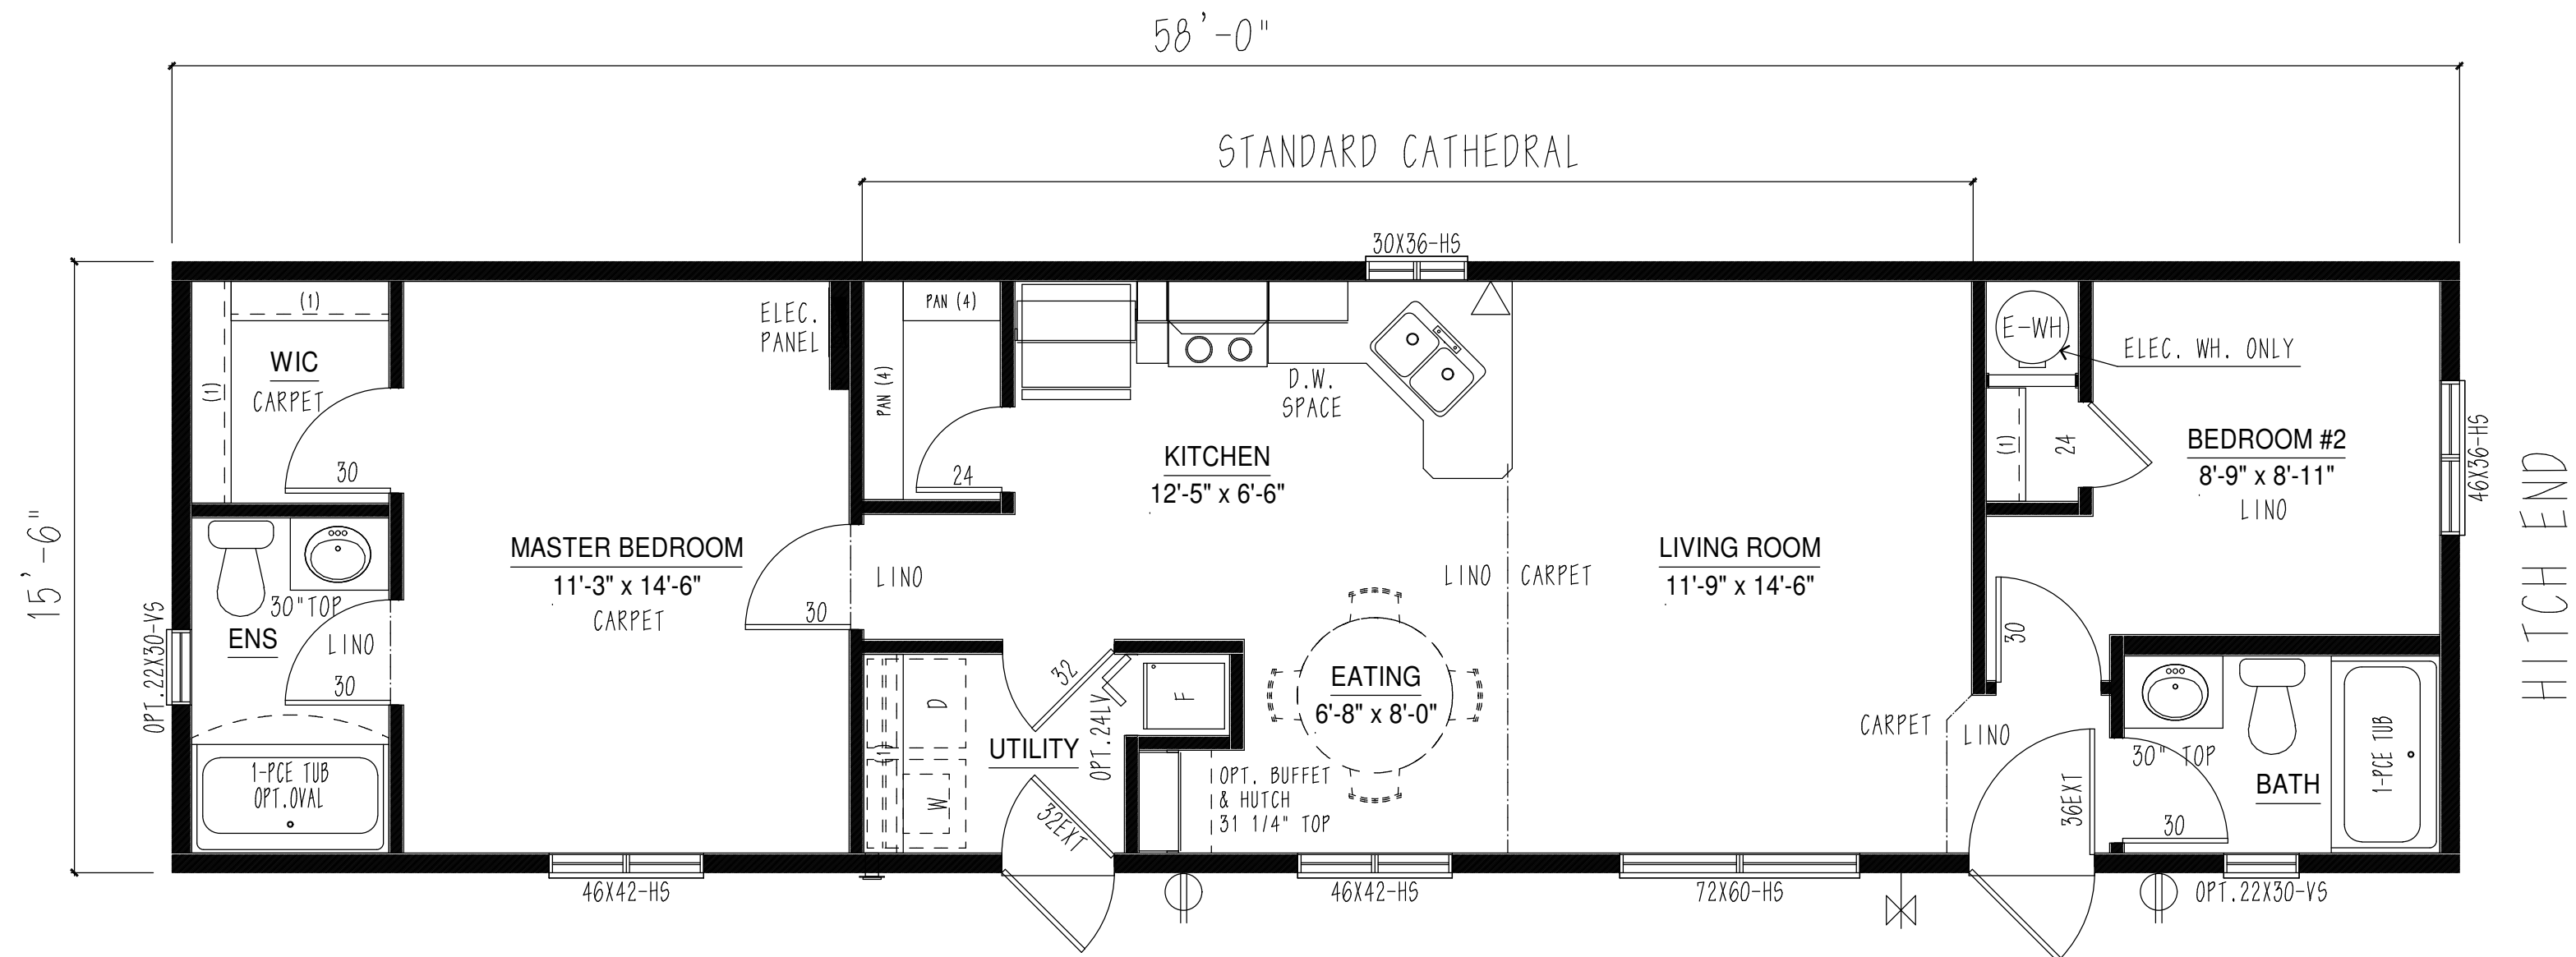 58'-0"
STANDARD CATHEDRAL
30X36-HS
15'-6"
(1)
(1)
WIC
CARPET
30
ELEC.
PANEL
PAN (4)
PAN (4)
24
D.W.
SPACE
KITCHEN
12'-5" x 6'-6"
E-WH
ELEC. WH. ONLY
(1)
24
BEDROOM #2
8'-9" x 8'-11"
LINO
46X36-HS
HITCH END
MASTER BEDROOM
11'-3" x 14'-6"
CARPET
30
LINO
LINO
CARPET
LIVING ROOM
11'-9" x 14'-6"
30"TOP
ENS
LINO
30
OPT.22X30-VS
1-PCE TUB
OPT.OVAL
D
(1)
W
UTILITY
32
OPT.24LV
F
32EXT
EATING
6'-8" x 8'-0"
OPT. BUFFET
& HUTCH
31 1/4" TOP
30
CARPET
LINO
36EXT
30" TOP
BATH
30
1-PCE TUB
46X42-HS
46X42-HS
72X60-HS
OPT.22X30-VS